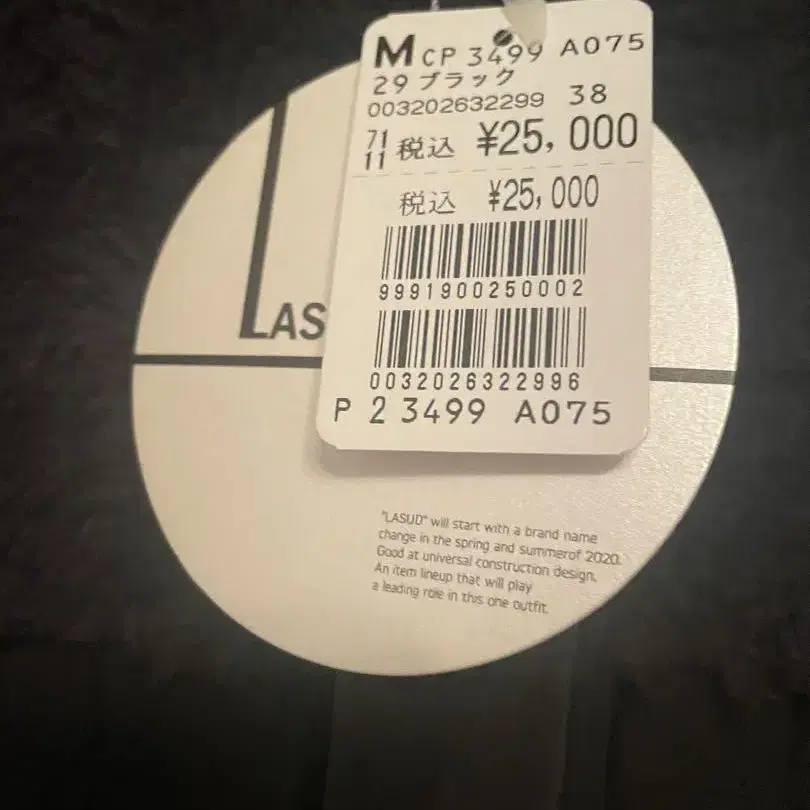 M CP 3499 A075
29 ブラック
003202632299 38
71
11 税込 ¥25,000
税込 ¥25,000
9991900250002
0032026322996
P 2 3499 A075
LAS
"LASUD" will start with a brand name
change in the spring and summerof 2020.
Good at universal construction design.
An item lineup that will play
a leading role in this one outfit.